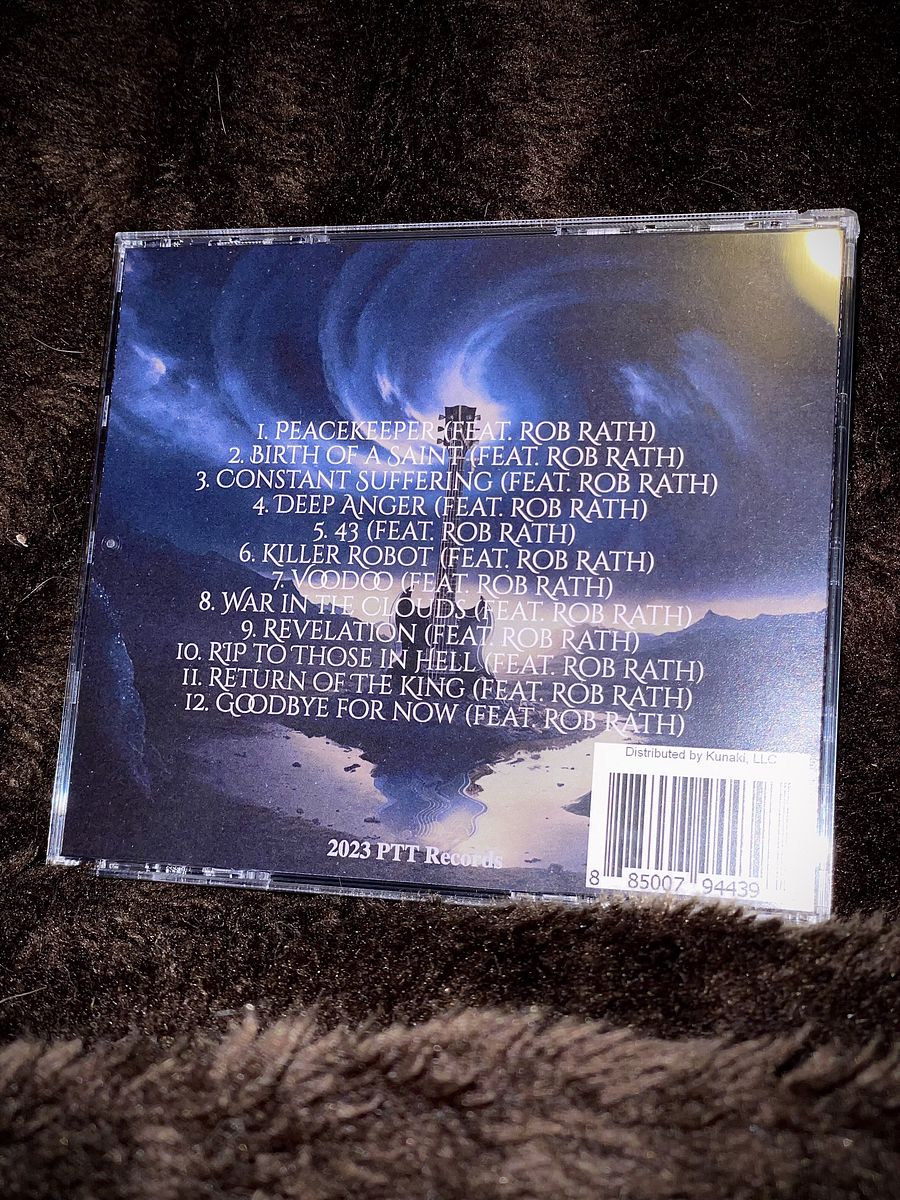 1. Peacekeeper (feat. Rob Rath)
2. Birth of a Saint (feat. Rob Rath)
3. Constant Suffering (feat. Rob Rath)
4. Deep Anger (feat. Rob Rath)
5. 43 (feat. Rob Rath)
6. Killer Robot (feat. Rob Rath)
7. Voodoo (feat. Rob Rath)
8. War in the Clouds (feat. Rob Rath)
9. Revelation (feat. Rob Rath)
10. RIP to Those in Hell (feat. Rob Rath)
11. Return of the King (feat. Rob Rath)
12. Goodbye for now (feat. Rob Rath)
Distributed by Kunaki, LLC
8 85007 94439
2023 PTT Records